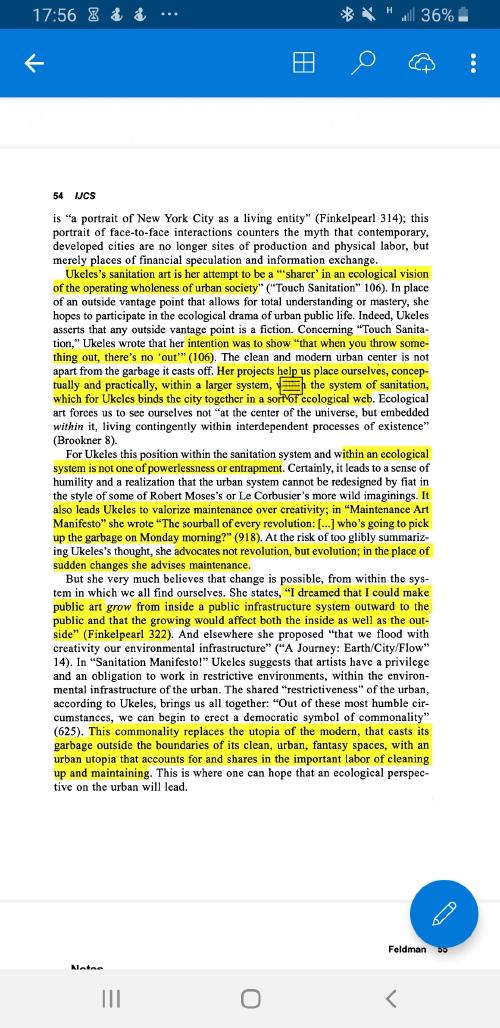 17:56
H
36%
54 IJCS
is “a portrait of New York City as a living entity” (Finkelpearl 314); this
portrait of face-to-face interactions counters the myth that contemporary,
developed cities are no longer sites of production and physical labor, but
merely places of financial speculation and information exchange.
Ukeles’s sanitation art is her attempt to be a “‘sharer’ in an ecological vision
of the operating wholeness of urban society” (“Touch Sanitation” 106). In place
of an outside vantage point that allows for total understanding or mastery, she
hopes to participate in the ecological drama of urban public life. Indeed, Ukeles
asserts that any outside vantage point is a fiction. Concerning “Touch Sanita-
tion,” Ukeles wrote that her intention was to show “that when you throw some-
thing out, there’s no ‘out’” (106). The clean and modern urban center is not
apart from the garbage it casts off. Her projects help us place ourselves, concep-
tually and practically, within a larger system, the system of sanitation,
which for Ukeles binds the city together in a sort of ecological web. Ecological
art forces us to see ourselves not “at the center of the universe, but embedded
within it, living contingently within interdependent processes of existence”
(Brookner 8).
For Ukeles this position within the sanitation system and within an ecological
system is not one of powerlessness or entrapment. Certainly, it leads to a sense of
humility and a realization that the urban system cannot be redesigned by fiat in
the style of some of Robert Moses’s or Le Corbusier’s more wild imaginings. It
also leads Ukeles to valorize maintenance over creativity; in “Maintenance Art
Manifesto” she wrote “The sourball of every revolution: [...] who’s going to pick
up the garbage on Monday morning?” (918). At the risk of too glibly summariz-
ing Ukeles’s thought, she advocates not revolution, but evolution; in the place of
sudden changes she advises maintenance.
But she very much believes that change is possible, from within the sys-
tem in which we all find ourselves. She states, “I dreamed that I could make
public art grow from inside a public infrastructure system outward to the
public and that the growing would affect both the inside as well as the out-
side” (Finkelpearl 322). And elsewhere she proposed “that we flood with
creativity our environmental infrastructure” (“A Journey: Earth/City/Flow”
14). In “Sanitation Manifesto!” Ukeles suggests that artists have a privilege
and an obligation to work in restrictive environments, within the environ-
mental infrastructure of the urban. The shared “restrictiveness” of the urban,
according to Ukeles, brings us all together: “Out of these most humble cir-
cumstances, we can begin to erect a democratic symbol of commonality”
(625). This commonality replaces the utopia of the modern, that casts its
garbage outside the boundaries of its clean, urban, fantasy spaces, with an
urban utopia that accounts for and shares in the important labor of cleaning
up and maintaining. This is where one can hope that an ecological perspec-
tive on the urban will lead.
Feldman 55
Notes